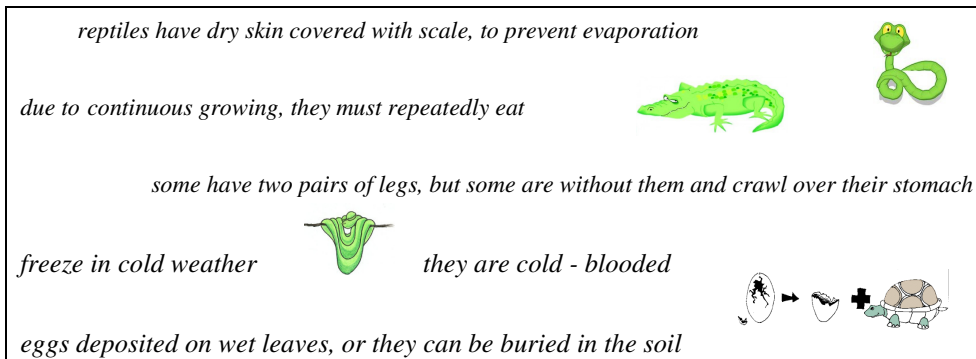 reptiles have dry skin covered with scale, to prevent evaporation
due to continuous growing, they must repeatedly eat
some have two pairs of legs, but some are without them and crawl over their stomach
freeze in cold weather
they are cold - blooded
eggs deposited on wet leaves, or they can be buried in the soil